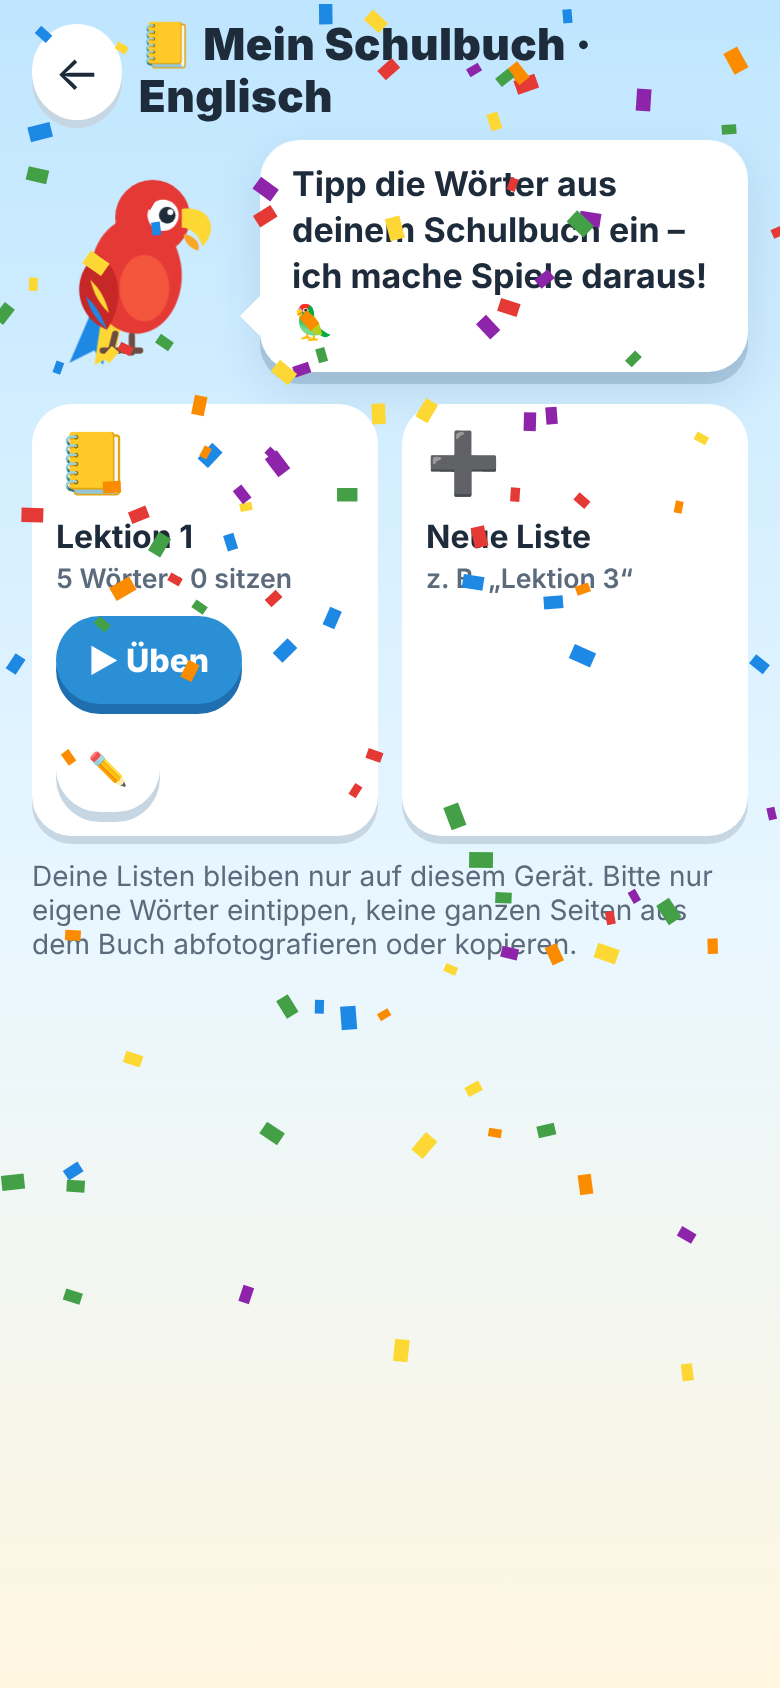 📒 Mein Schulbuch ·
Englisch
Tipp die Wörter aus
deinem Schulbuch ein –
ich mache Spiele daraus!
🦜
Lektion 1
5 Wörter · 0 sitzen
▶ Üben
✏️
Neue Liste
z. B. „Lektion 3“
Deine Listen bleiben nur auf diesem Gerät. Bitte nur
eigene Wörter eintippen, keine ganzen Seiten aus
dem Buch abfotografieren oder kopieren.